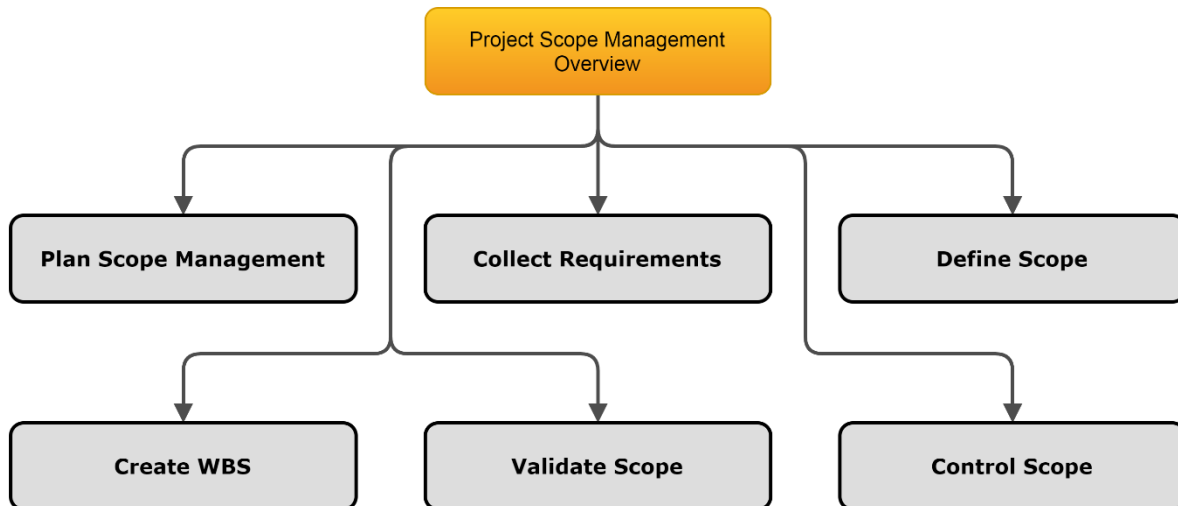 Project Scope Management
Overview
Plan Scope Management
Collect Requirements
Define Scope
Create WBS
Validate Scope
Control Scope